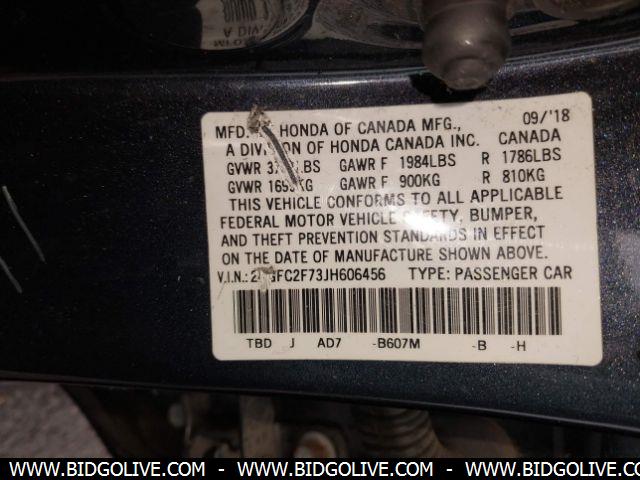 MFD. HONDA OF CANADA MFG., 09/'18
A OF HONDA CANADA INC. CANADA
GVWR GAWR F 1984LBS R 1786LBS
GVWR GAWR F 900KG R 810KG
THIS VEHICLE CONFORMS TO ALL APPLICABLE
FEDERAL MOTOR VEHICLE SAFETY, BUMPER,
AND THEFT PREVENTION STANDARDS IN EFFECT
ON THE DATE OF MANUFACTURE SHOWN ABOVE.
V.I.N.: TYPE: PASSENGER CAR
TBD J AD7 -B607M -B -H
WWW.BIDGOLIVE.COM - WWW.BIDGOLIVE.COM - WWW.BIDGOLIVE.COM